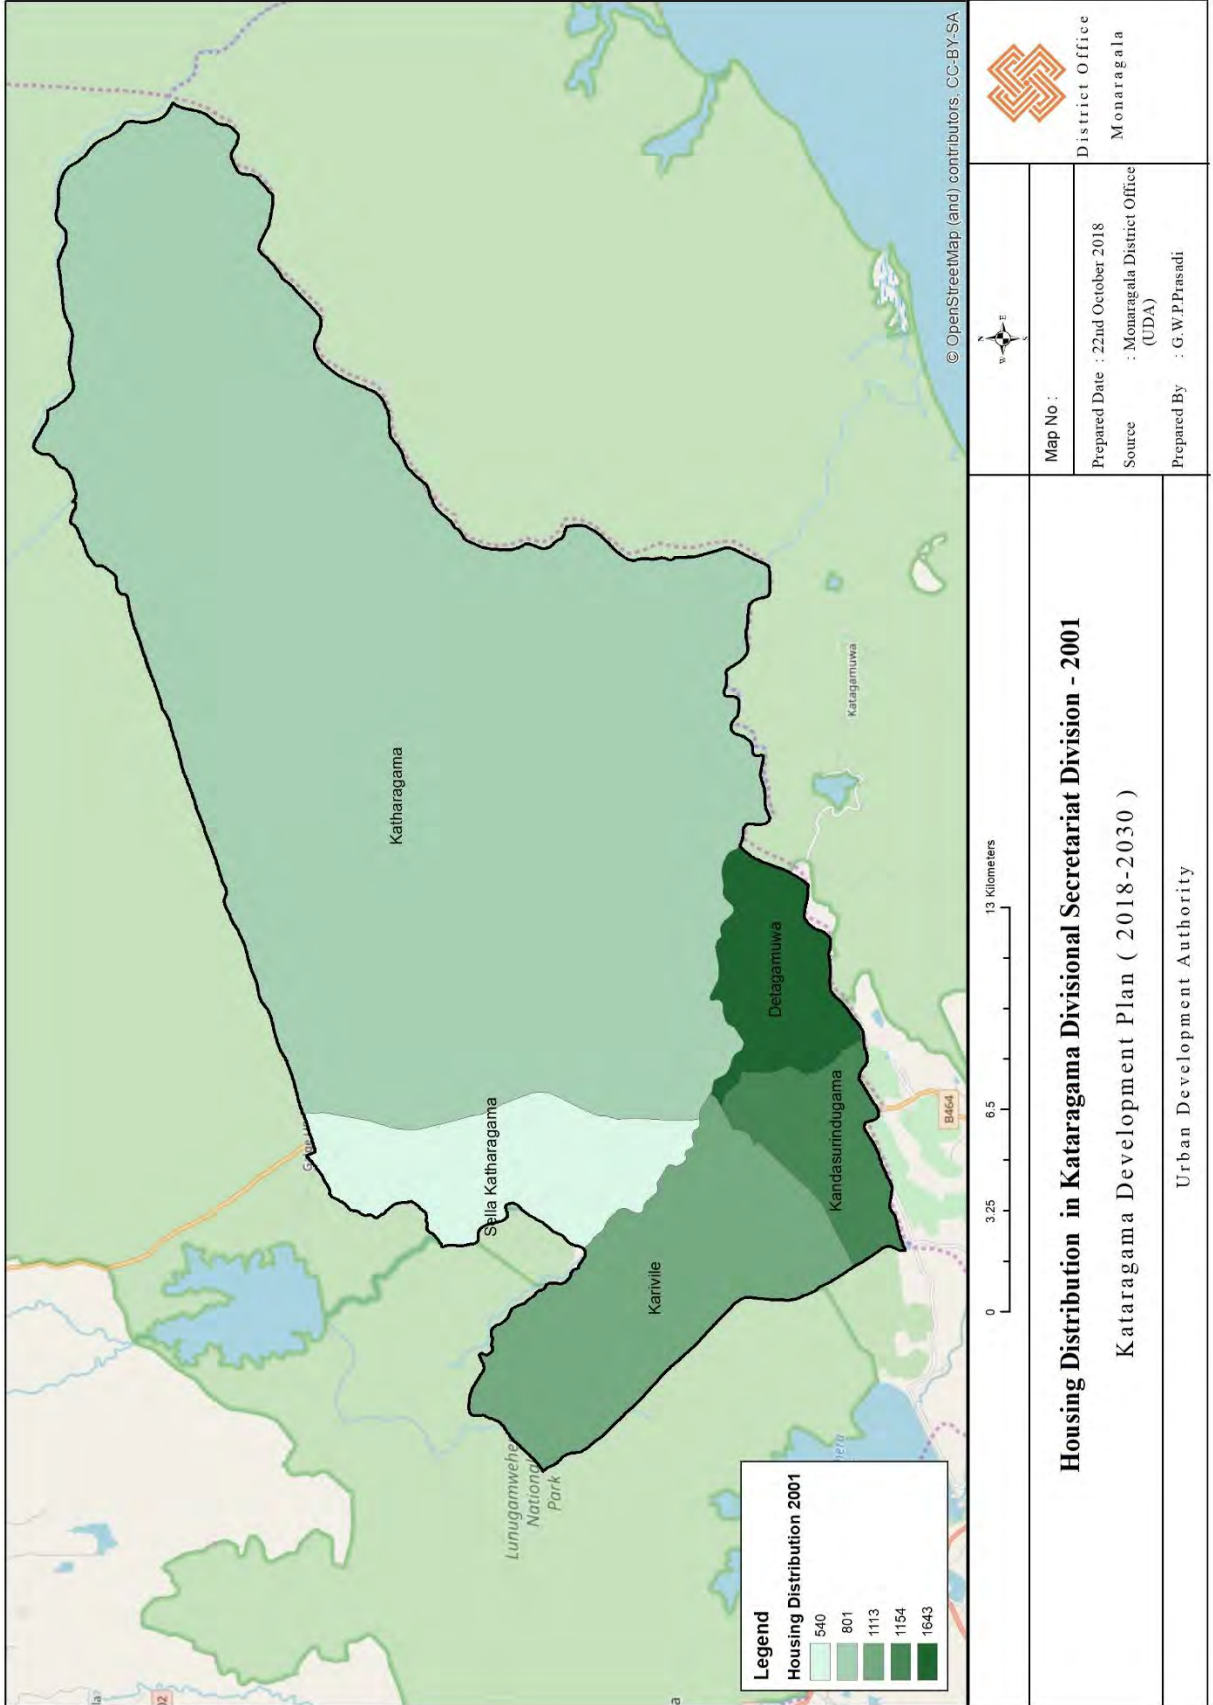 Katharagama
Sella Katharagama
Karivile
Detagamuwa
Kandasurindugama
Katagamuwa
Lunugamwehe
National
Park
B464
02
© OpenStreetMap (and) contributors, CC-BY-SA
Legend
Housing Distribution 2001
540
801
1113
1154
1643
0
3.25
6.5
13 Kilometers
Housing Distribution in Kataragama Divisional Secretariat Division - 2001
Kataragama Development Plan ( 2018-2030 )
Urban Development Authority
N
W
E
S
Map No :
Prepared Date : 22nd October 2018
Source : Monaragala District Office
(UDA)
Prepared By : G.W.P.Prasadi
District Office
Monaragala